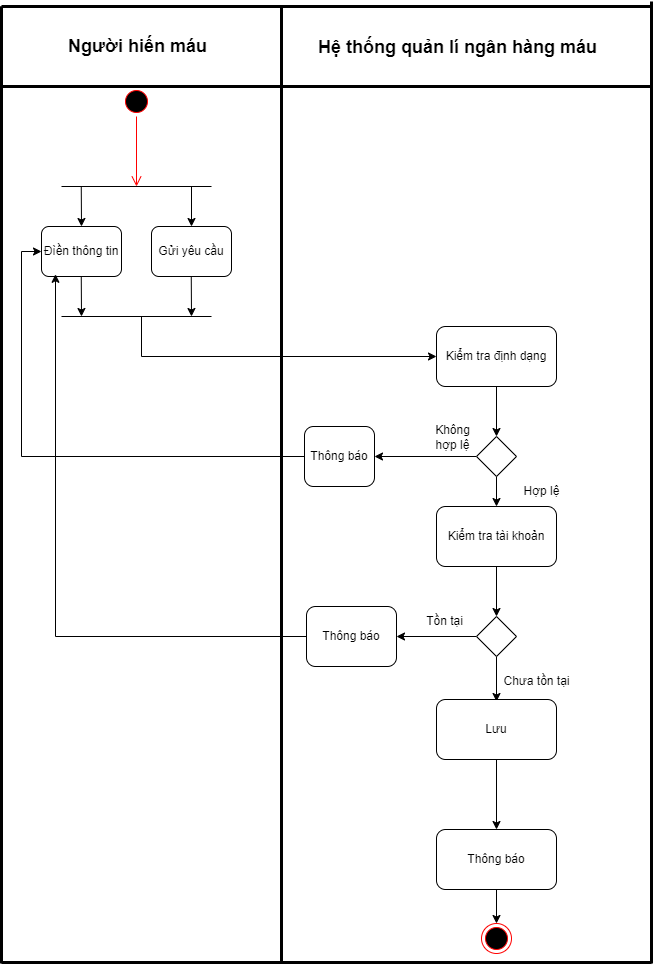 Người hiến máu
Hệ thống quản lí ngân hàng máu
Điền thông tin
Gửi yêu cầu
Kiểm tra định dạng
Không
hợp lệ
Thông báo
Hợp lệ
Kiểm tra tài khoản
Tồn tại
Thông báo
Chưa tồn tại
Lưu
Thông báo